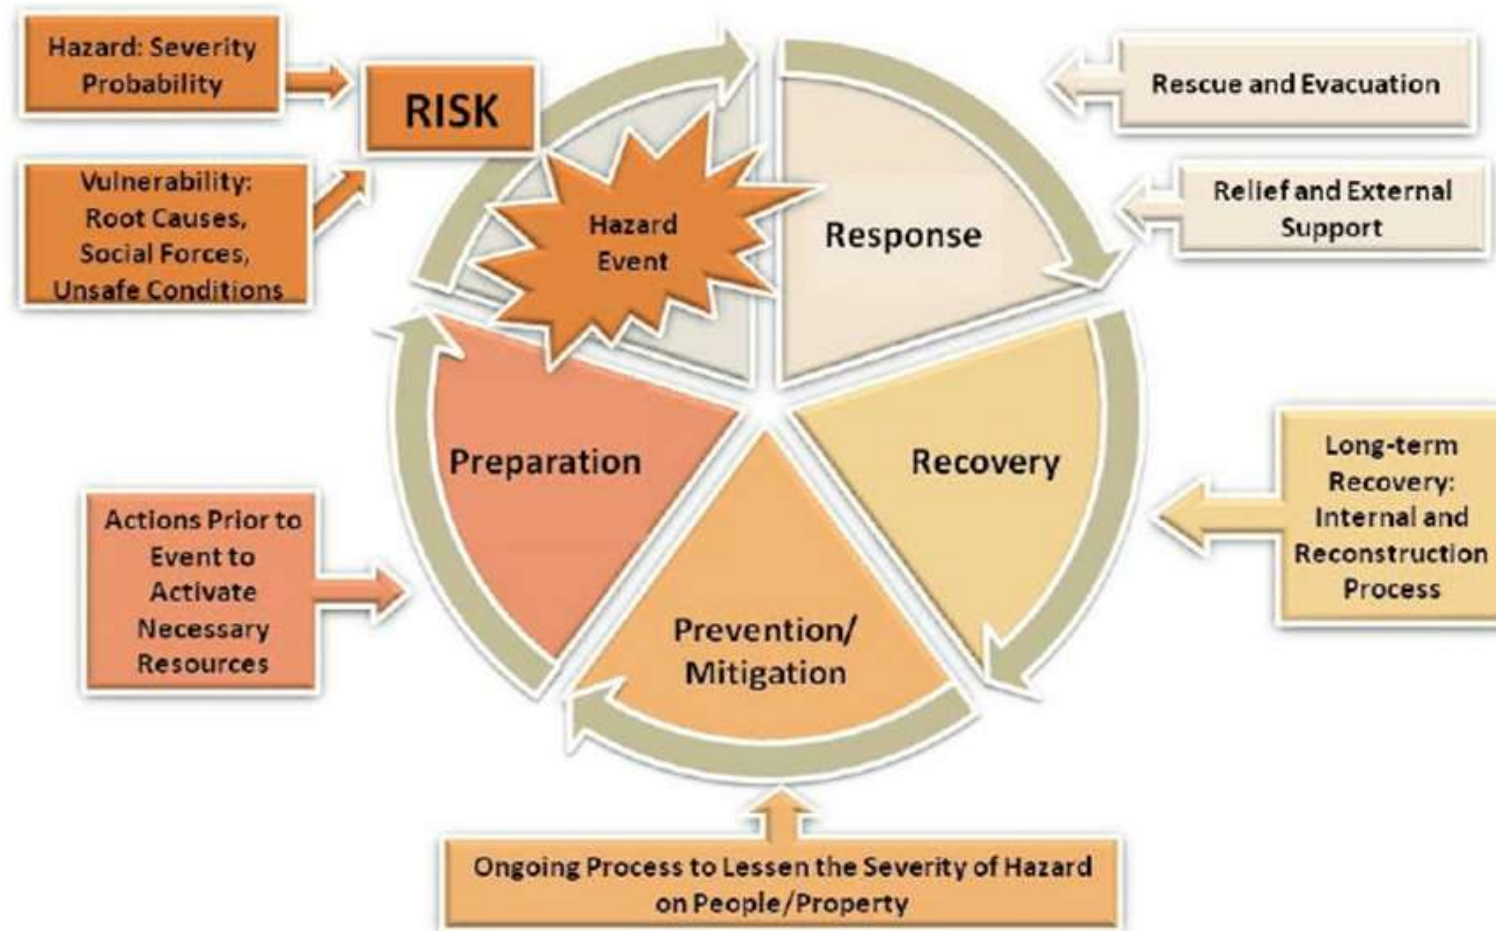 Hazard: Severity
Probability
RISK
Vulnerability:
Root Causes,
Social Forces,
Unsafe Conditions
Hazard
Event
Response
Rescue and Evacuation
Relief and External
Support
Preparation
Recovery
Prevention/
Mitigation
Long-term
Recovery:
Internal and
Reconstruction
Process
Actions Prior to
Event to
Activate
Necessary
Resources
Ongoing Process to Lessen the Severity of Hazard
on People/Property